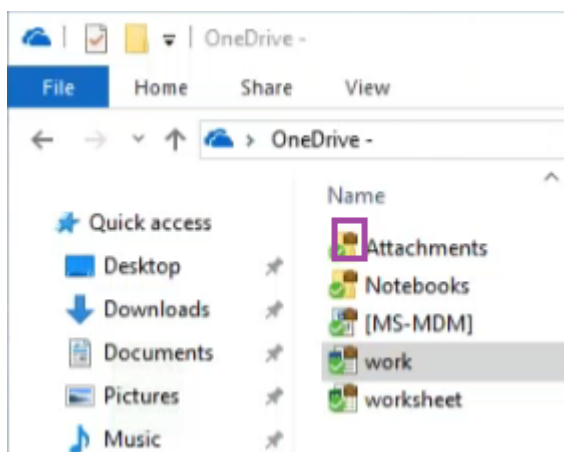 OneDrive -
File Home Share View
OneDrive -
Name
Quick access
Attachments
Desktop
Notebooks
Downloads
[MS-MDM]
Documents
work
Pictures
worksheet
Music